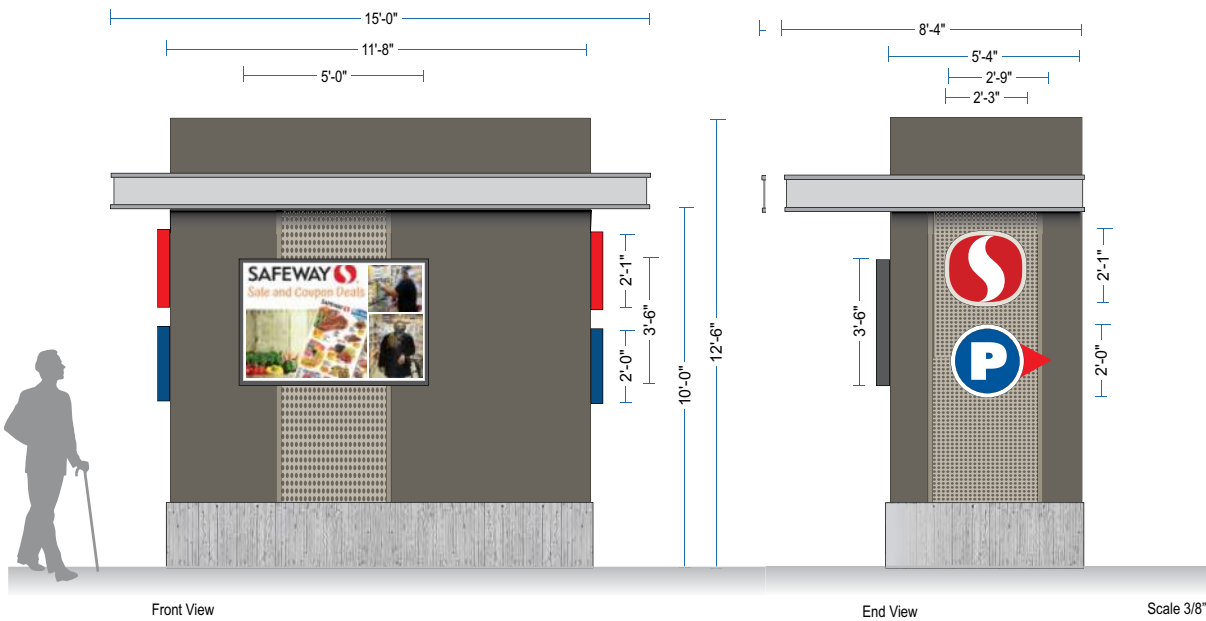 15'-0"
11'-8"
5'-0"
8'-4"
5'-4"
2'-9"
2'-3"
SAFEWAY
Sale and Coupon Deals
SAFEWAY
2'-1"
2'-0"
3'-6"
10'-0"
12'-6"
3'-6"
P
2'-1"
2'-0"
Front View
End View
Scale 3/8"